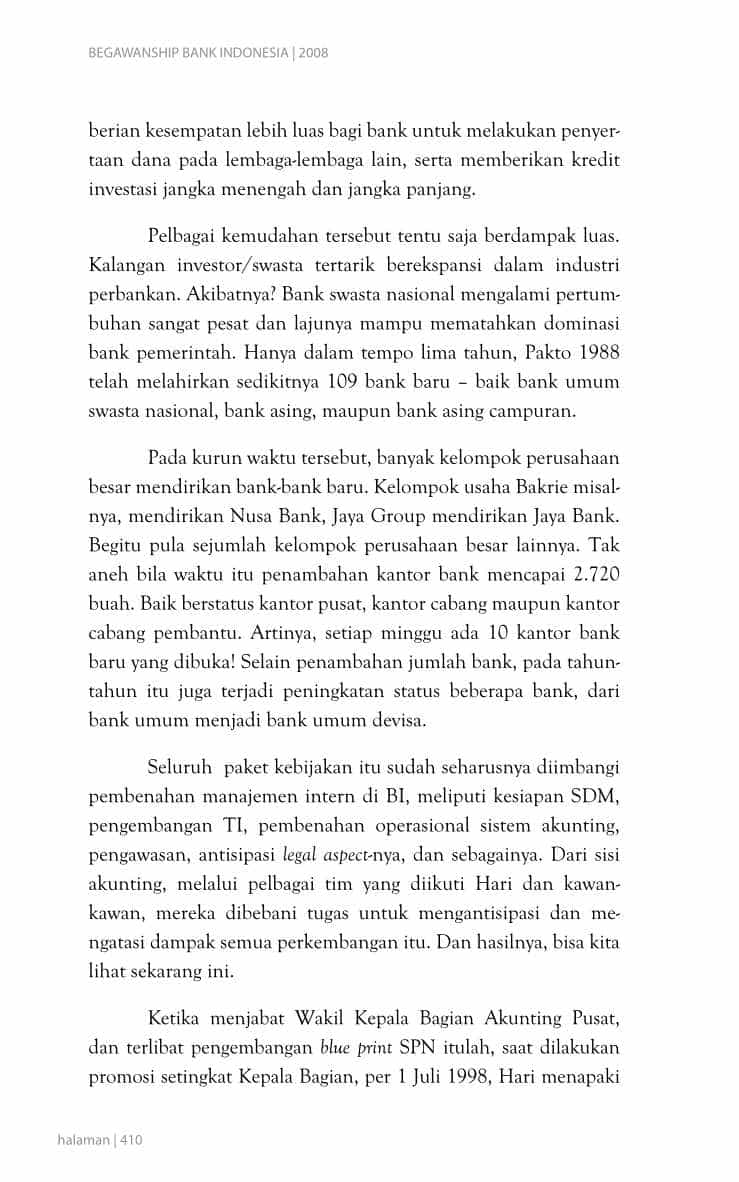 BEGAWANSHIP BANK INDONESIA | 2008
berian kesempatan lebih luas bagi bank untuk melakukan penyer-
taan dana pada lembaga-lembaga lain, serta memberikan kredit
investasi jangka menengah dan jangka panjang.
Pelbagai kemudahan tersebut tentu saja berdampak luas.
Kalangan investor/swasta tertarik berekspansi dalam industri
perbankan. Akibatnya? Bank swasta nasional mengalami pertum-
buhan sangat pesat dan lajunya mampu mematahkan dominasi
bank pemerintah. Hanya dalam tempo lima tahun, Pakto 1988
telah melahirkan sedikitnya 109 bank baru – baik bank umum
swasta nasional, bank asing, maupun bank asing campuran.
Pada kurun waktu tersebut, banyak kelompok perusahaan
besar mendirikan bank-bank baru. Kelompok usaha Bakrie misal-
nya, mendirikan Nusa Bank, Jaya Group mendirikan Jaya Bank.
Begitu pula sejumlah kelompok perusahaan besar lainnya. Tak
aneh bila waktu itu penambahan kantor bank mencapai 2.720
buah. Baik berstatus kantor pusat, kantor cabang maupun kantor
cabang pembantu. Artinya, setiap minggu ada 10 kantor bank
baru yang dibuka! Selain penambahan jumlah bank, pada tahun-
tahun itu juga terjadi peningkatan status beberapa bank, dari
bank umum menjadi bank umum devisa.
Seluruh paket kebijakan itu sudah seharusnya diimbangi
pembenahan manajemen intern di BI, meliputi kesiapan SDM,
pengembangan TI, pembenahan operasional sistem akunting,
pengawasan, antisipasi legal aspect-nya, dan sebagainya. Dari sisi
akunting, melalui pelbagai tim yang diikuti Hari dan kawan-
kawan, mereka dibebani tugas untuk mengantisipasi dan me-
ngatasi dampak semua perkembangan itu. Dan hasilnya, bisa kita
lihat sekarang ini.
Ketika menjabat Wakil Kepala Bagian Akunting Pusat,
dan terlibat pengembangan blue print SPN itulah, saat dilakukan
promosi setingkat Kepala Bagian, per 1 Juli 1998, Hari menapaki
halaman | 410